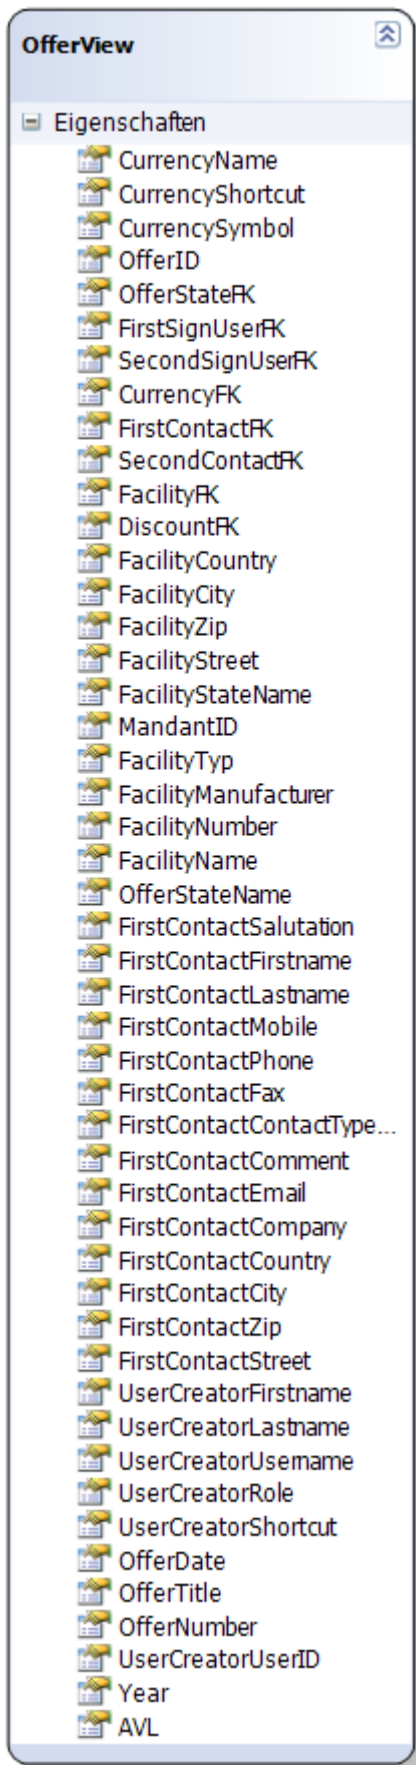 OfferView
Eigenschaften
CurrencyName
CurrencyShortcut
CurrencySymbol
OfferID
OfferStateFK
FirstSignUserFK
SecondSignUserFK
CurrencyFK
FirstContactFK
SecondContactFK
FacilityFK
DiscountFK
FacilityCountry
FacilityCity
FacilityZip
FacilityStreet
FacilityStateName
MandantID
FacilityTyp
FacilityManufacturer
FacilityNumber
FacilityName
OfferStateName
FirstContactSalutation
FirstContactFirstname
FirstContactLastname
FirstContactMobile
FirstContactPhone
FirstContactFax
FirstContactContactType...
FirstContactComment
FirstContactEmail
FirstContactCompany
FirstContactCountry
FirstContactCity
FirstContactZip
FirstContactStreet
UserCreatorFirstname
UserCreatorLastname
UserCreatorUsername
UserCreatorRole
UserCreatorShortcut
OfferDate
OfferTitle
OfferNumber
UserCreatorUserID
Year
AVL